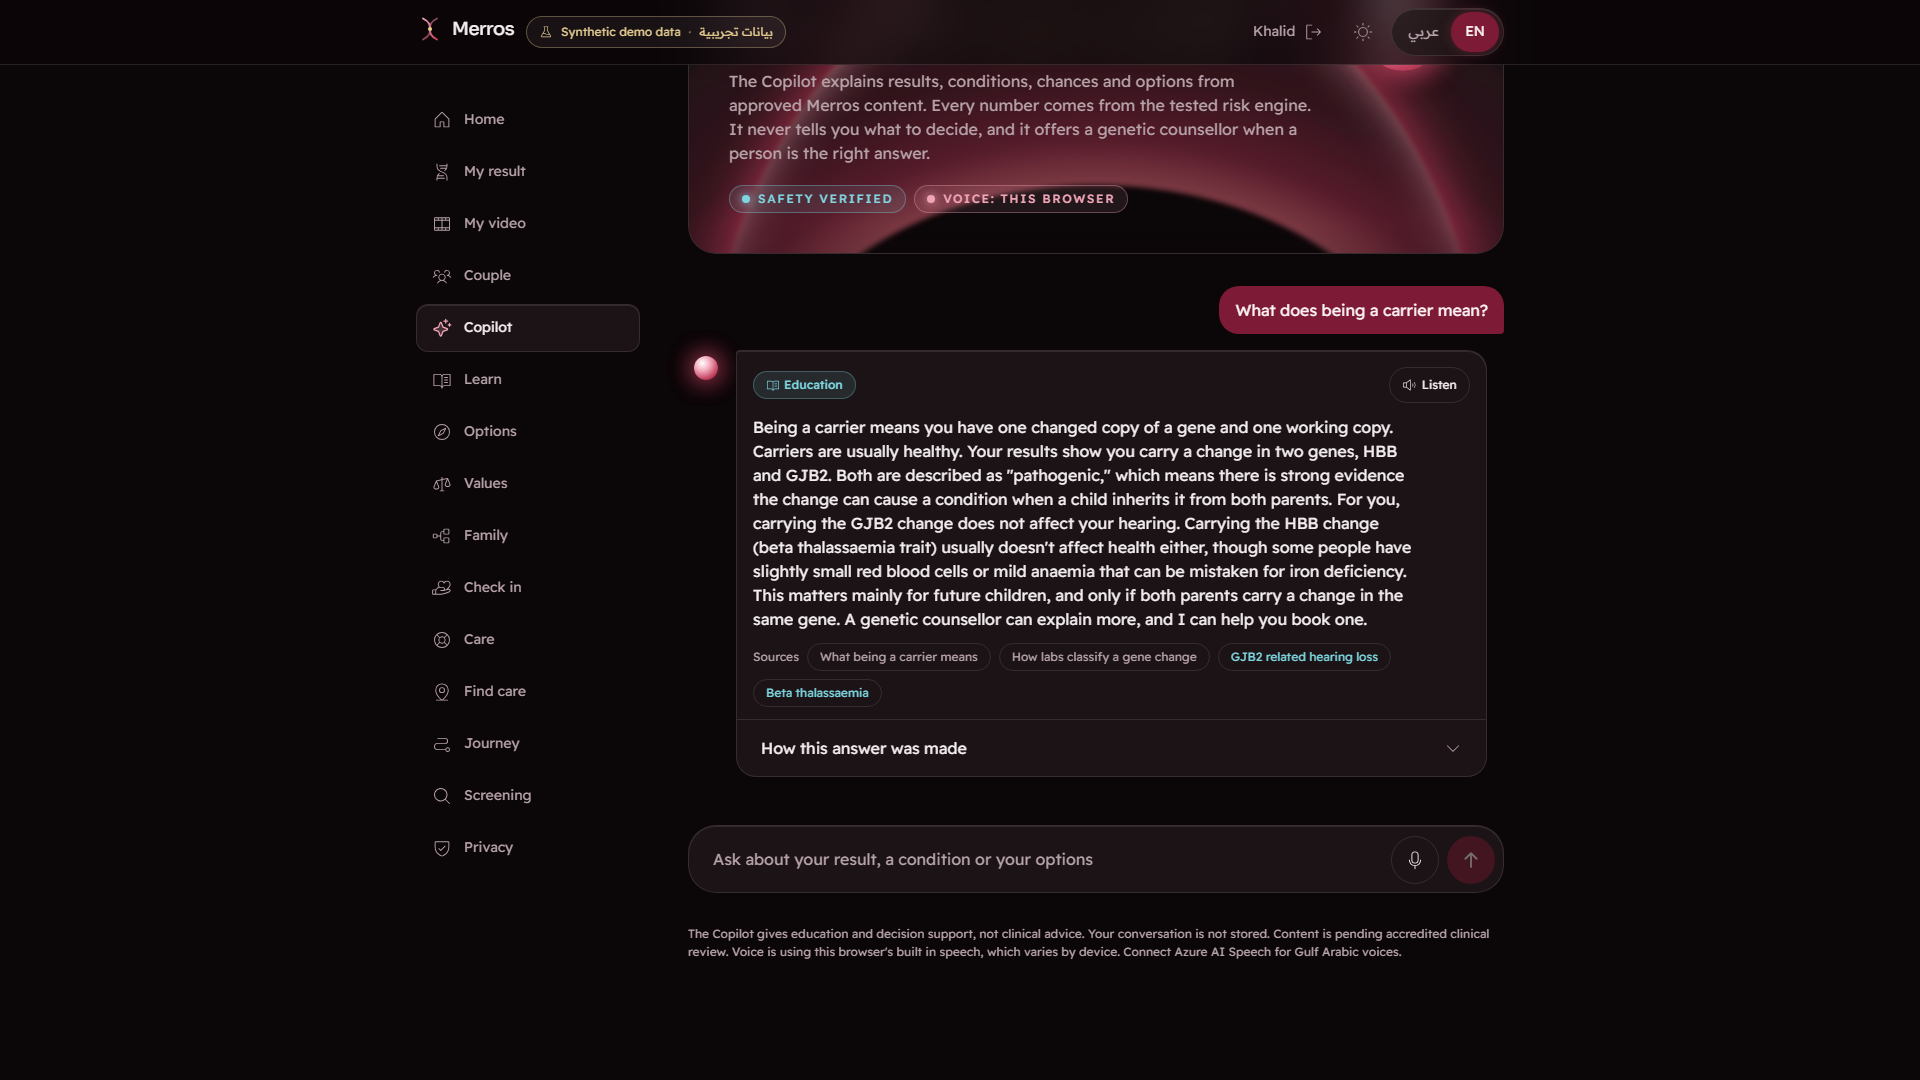 Merros
Synthetic demo data · بيانات تجريبية
Khalid
عربي
EN
Home
My result
My video
Couple
Copilot
Learn
Options
Values
Family
Check in
Care
Find care
Journey
Screening
Privacy
The Copilot explains results, conditions, chances and options from
approved Merros content. Every number comes from the tested risk engine.
It never tells you what to decide, and it offers a genetic counsellor when a
person is the right answer.
SAFETY VERIFIED
VOICE: THIS BROWSER
What does being a carrier mean?
Education
Listen
Being a carrier means you have one changed copy of a gene and one working copy.
Carriers are usually healthy. Your results show you carry a change in two genes, HBB
and GJB2. Both are described as "pathogenic," which means there is strong evidence
the change can cause a condition when a child inherits it from both parents. For you,
carrying the GJB2 change does not affect your hearing. Carrying the HBB change
(beta thalassaemia trait) usually doesn't affect health either, though some people have
slightly small red blood cells or mild anaemia that can be mistaken for iron deficiency.
This matters mainly for future children, and only if both parents carry a change in the
same gene. A genetic counsellor can explain more, and I can help you book one.
Sources
What being a carrier means
How labs classify a gene change
GJB2 related hearing loss
Beta thalassaemia
How this answer was made
Ask about your result, a condition or your options
The Copilot gives education and decision support, not clinical advice. Your conversation is not stored. Content is pending accredited clinical
review. Voice is using this browser's built in speech, which varies by device. Connect Azure AI Speech for Gulf Arabic voices.